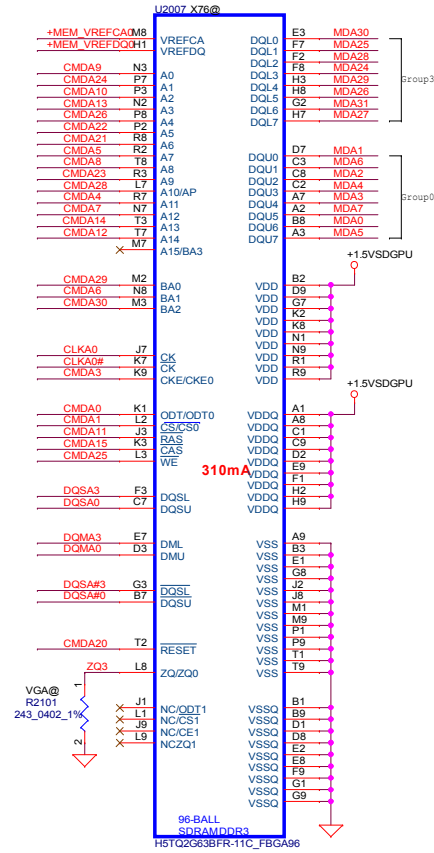 U2007 X76@
+MEM_VREFCA0 M8 VREFCA
+MEM_VREFDQ0 H1 VREFDQ
CMDA9 N3 A0
CMDA24 P7 A1
CMDA10 P3 A2
CMDA13 N2 A3
CMDA26 P8 A4
CMDA22 P2 A5
CMDA21 R8 A6
CMDA5 R2 A7
CMDA8 T8 A8
CMDA23 R3 A9
CMDA28 L7 A10/AP
CMDA4 R7 A11
CMDA7 N7 A12
CMDA14 T3 A13
CMDA12 T7 A14
M7 A15/BA3
CMDA29 M2 BA0
CMDA6 N8 BA1
CMDA30 M3 BA2
CLKA0 J7 CK
CLKA0# K7 CK
CMDA3 K9 CKE/CKE0
CMDA0 K1 ODT/ODT0
CMDA1 L2 CS/CS0
CMDA11 J3 RAS
CMDA15 K3 CAS
CMDA25 L3 WE
DQSA3 F3 DQSL
DQSA0 C7 DQSU
DQMA3 E7 DML
DQMA0 D3 DMU
DQSA#3 G3 DQSL
DQSA#0 B7 DQSU
CMDA20 T2 RESET
ZQ3 L8 ZQ/ZQ0
1
VGA@
R2101
243_0402_1%
2
J1 NC/ODT1
L1 NC/CS1
J9 NC/CE1
L9 NCZQ1
DQL0 E3 MDA30
DQL1 F7 MDA25
DQL2 F2 MDA28
DQL3 F8 MDA24
DQL4 H3 MDA29
DQL5 H8 MDA26
DQL6 G2 MDA31
DQL7 H7 MDA27
Group3
DQU0 D7 MDA1
DQU1 C3 MDA6
DQU2 C8 MDA2
DQU3 C2 MDA4
DQU4 A7 MDA3
DQU5 A2 MDA7
DQU6 B8 MDA0
DQU7 A3 MDA5
Group0
+1.5VSDGPU
VDD B2
VDD D9
VDD G7
VDD K2
VDD K8
VDD N1
VDD N9
VDD R1
VDD R9
+1.5VSDGPU
VDDQ A1
VDDQ A8
VDDQ C1
VDDQ C9
VDDQ D2
VDDQ E9
VDDQ F1
VDDQ H2
VDDQ H9
310mA
VSS A9
VSS B3
VSS E1
VSS G8
VSS J2
VSS J8
VSS M1
VSS M9
VSS P1
VSS P9
VSS T1
VSS T9
VSSQ B1
VSSQ B9
VSSQ D1
VSSQ D8
VSSQ E2
VSSQ E8
VSSQ F9
VSSQ G1
VSSQ G9
96-BALL
SDRAMDDR3
H5TQ2G63BFR-11C_FBGA96